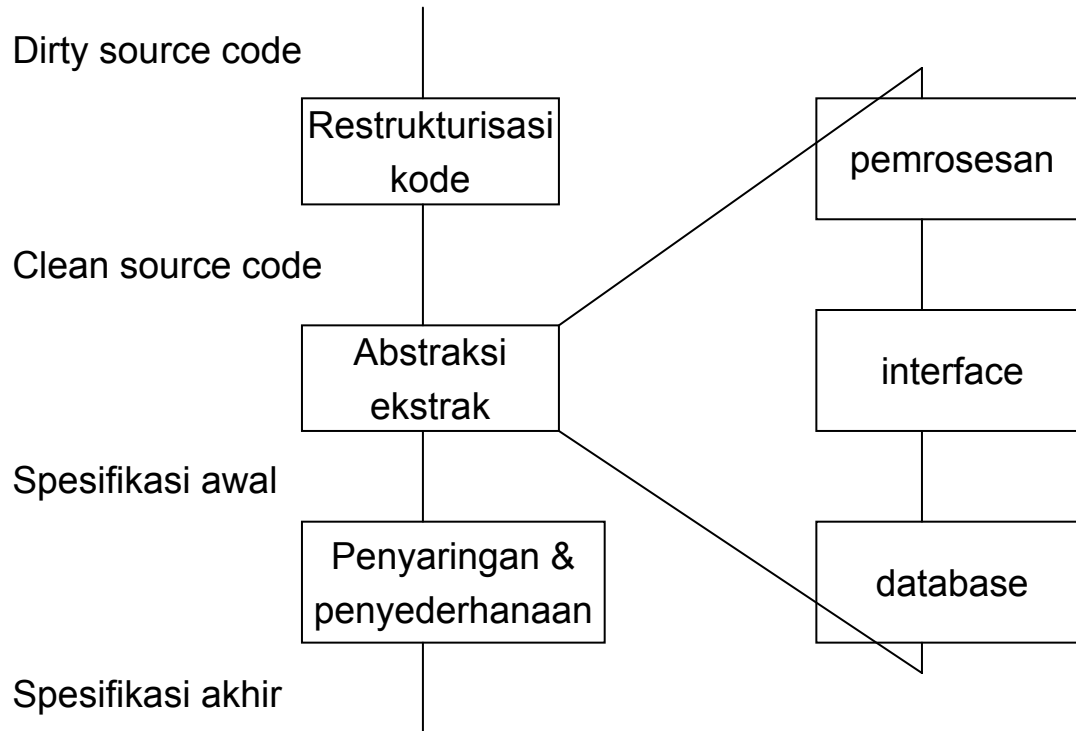 Dirty source code
Restrukturisasi
kode
Clean source code
Abstraksi
ekstrak
Spesifikasi awal
Penyaringan &
penyederhanaan
Spesifikasi akhir
pemrosesan
interface
database